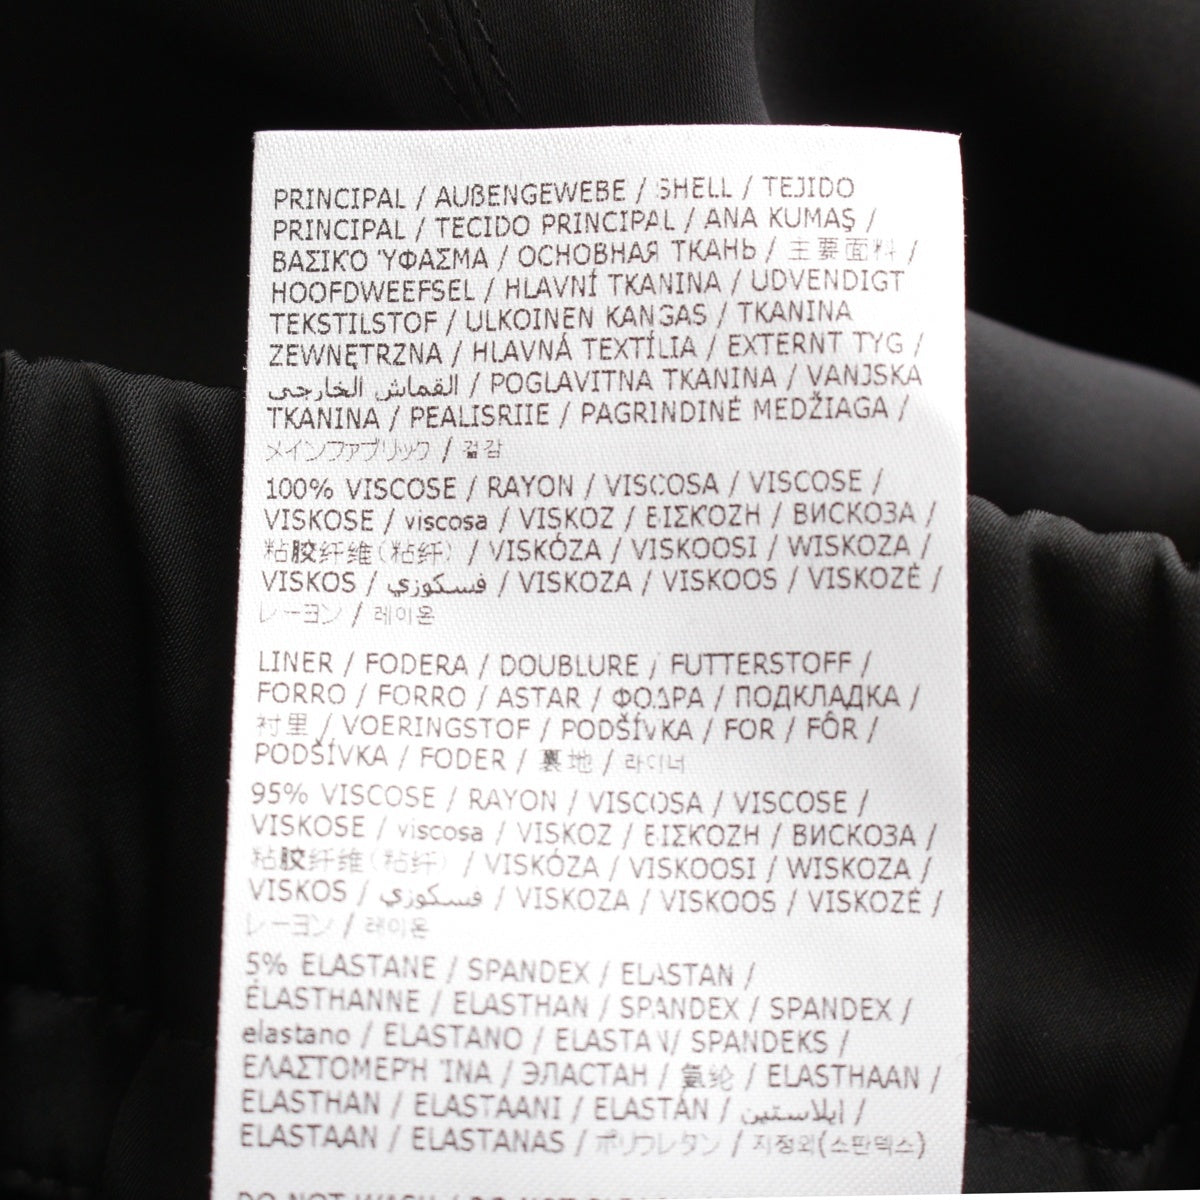 PRINCIPAL / AUßENGEWEBE / SHELL / TEJIDO
PRINCIPAL / TECIDO PRINCIPAL / ANA KUMAŞ /
ΒΑΣΙΚΌ ΎΦΑΣΜΑ / ОСНОВНАЯ ТКАНЬ / 主要面料 /
HOOFDWEEFSEL / HLAVNÍ TKANINA / UDVENDIGT
TEKSTILSTOF / ULKOINEN KANGAS / TKANINA
ZEWNĘTRZNA / HLAVNÁ TEXTÍLIA / EXTERNT TYG /
القماش الخارجي / POGLAVITNA TKANINA / VANJSKA
TKANINA / PEALISRIIE / PAGRINDINĖ MEDŽIAGA /
メインファブリック / 겉감
100% VISCOSE / RAYON / VISCOSA / VISCOSE /
VISKOSE / viscosa / VISKOZ / ΒΙΣΚΌΖΗ / ВИСКОЗА /
粘胶纤维(粘纤) / VISKÓZA / VISKOOSI / WISKOZA /
VISKOS / فسكوزي / VISKOZA / VISKOOS / VISKOZĖ /
レーヨン / 레이온
LINER / FODERA / DOUBLURE / FUTTERSTOFF /
FORRO / FORRO / ASTAR / ΦΟΔΡΑ / ПОДКЛАДКА /
衬里 / VOERINGSTOF / PODŠÍVKA / FOR / FÔR /
PODŠÍVKA / FODER / 裏地 / 라이너
95% VISCOSE / RAYON / VISCOSA / VISCOSE /
VISKOSE / viscosa / VISKOZ / ΒΙΣΚΌΖΗ / ВИСКОЗА /
粘胶纤维(粘纤) / VISKÓZA / VISKOOSI / WISKOZA /
VISKOS / فسكوزي / VISKOZA / VISKOOS / VISKOZĖ /
レーヨン / 레이온
5% ELASTANE / SPANDEX / ELASTAN /
ÉLASTHANNE / ELASTHAN / SPANDEX / SPANDEX /
elastano / ELASTANO / ELASTAN/ SPANDEKS /
ΕΛΑΣΤΟΜΕΡΉ ΊΝΑ / ЭЛАСТАН / 氨纶 / ELASTHAAN /
ELASTHAN / ELASTAANI / ELASTÁN / إيلاستين /
ELASTAAN / ELASTANAS / ポリウレタン / 지정외(스판덱스)